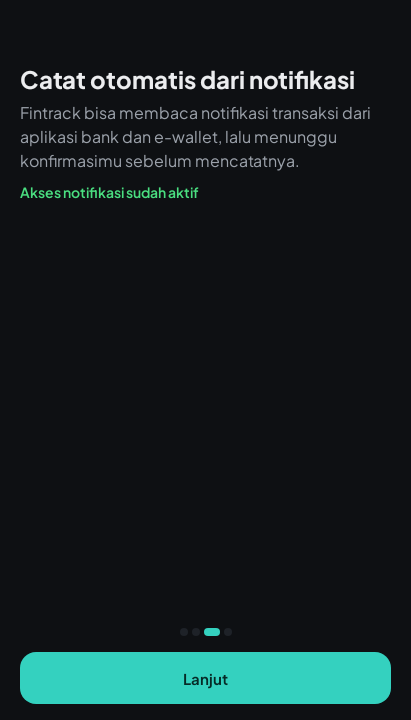 Catat otomatis dari notifikasi
Fintrack bisa membaca notifikasi transaksi dari
aplikasi bank dan e-wallet, lalu menunggu
konfirmasimu sebelum mencatatnya.
Akses notifikasi sudah aktif
Lanjut